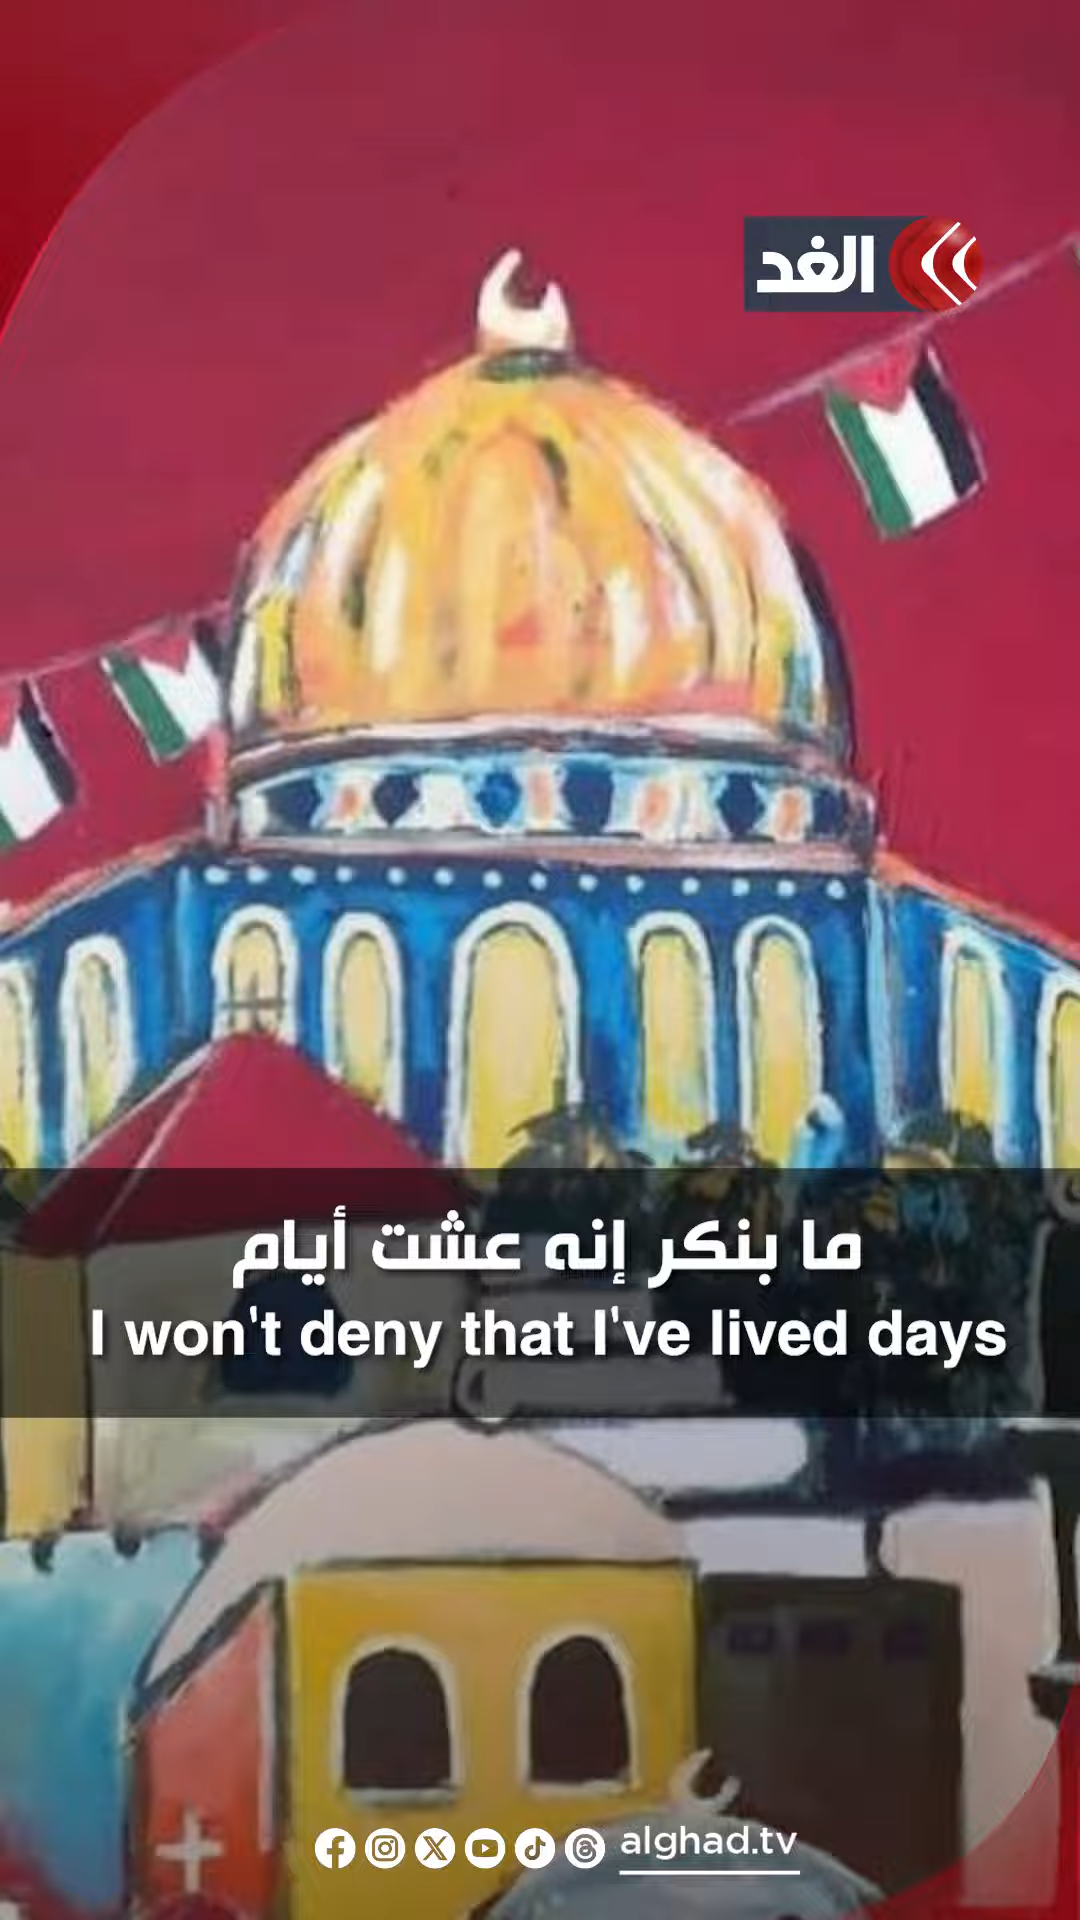 الغد
ما بنكر إنه عشت أيام
I won't deny that I've lived days
alghad.tv